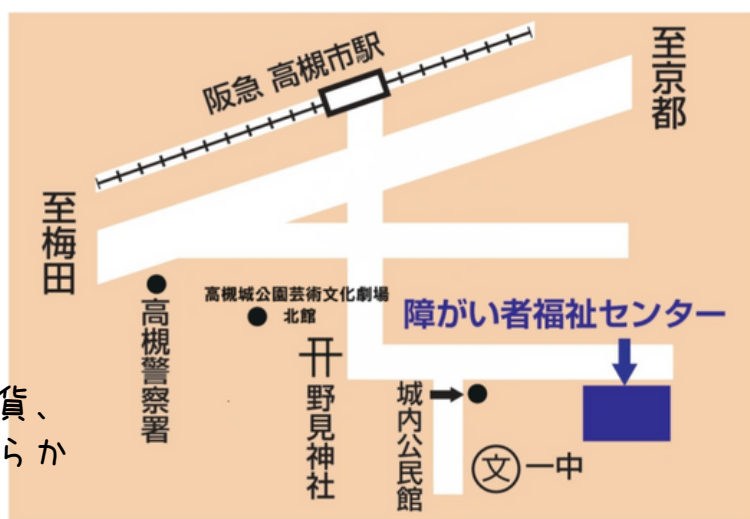 阪急 高槻市駅
至京都
至梅田
高槻城公園芸術文化劇場
北館
障がい者福祉センター
高槻警察署
野見神社
城内公民館
文
一中
貨、
らか